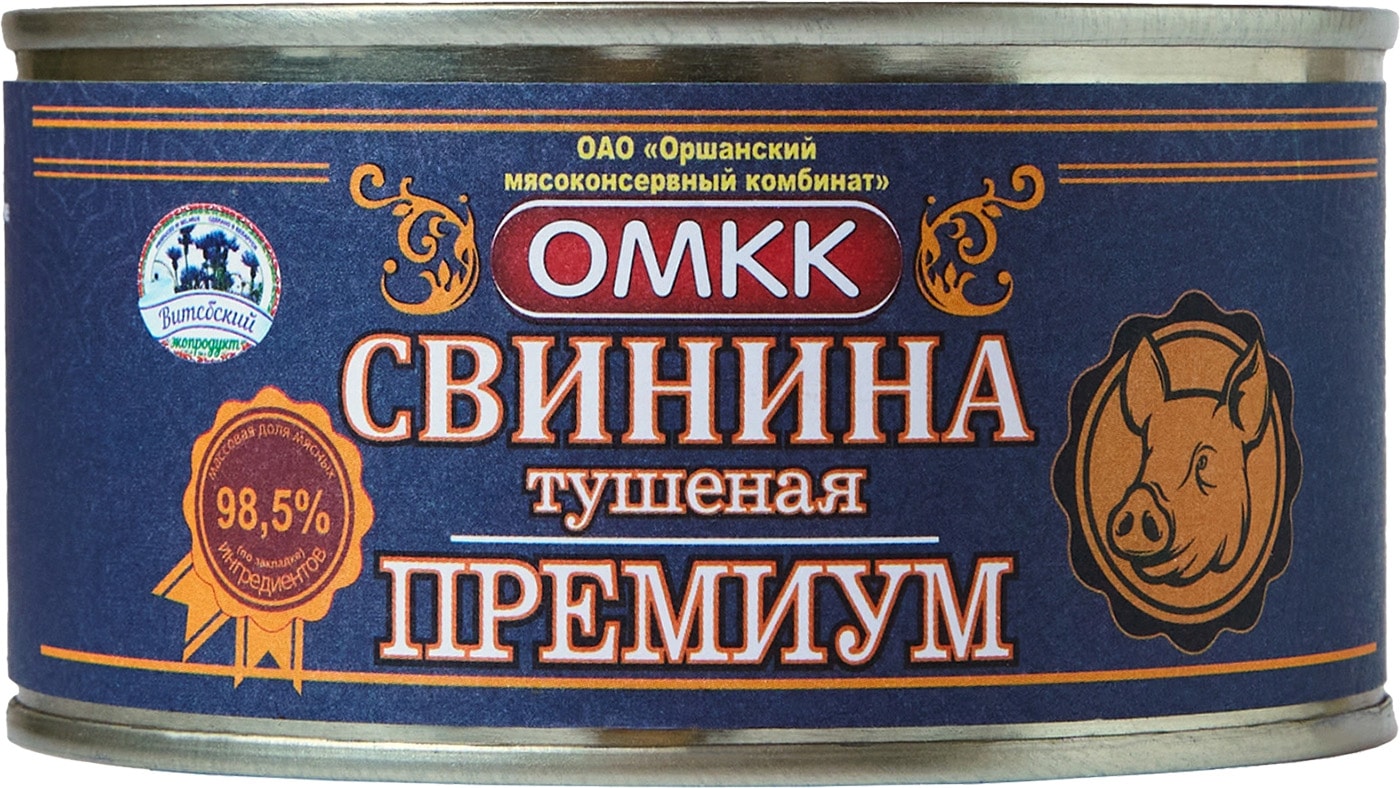 ОАО «Оршанский
мясоконсервный комбинат»
ОМКК
СВИНИНА
тушеная
ПРЕМИУМ
Витебский
массовая доля мясных
98,5%
(по закладке)
ингредиентов